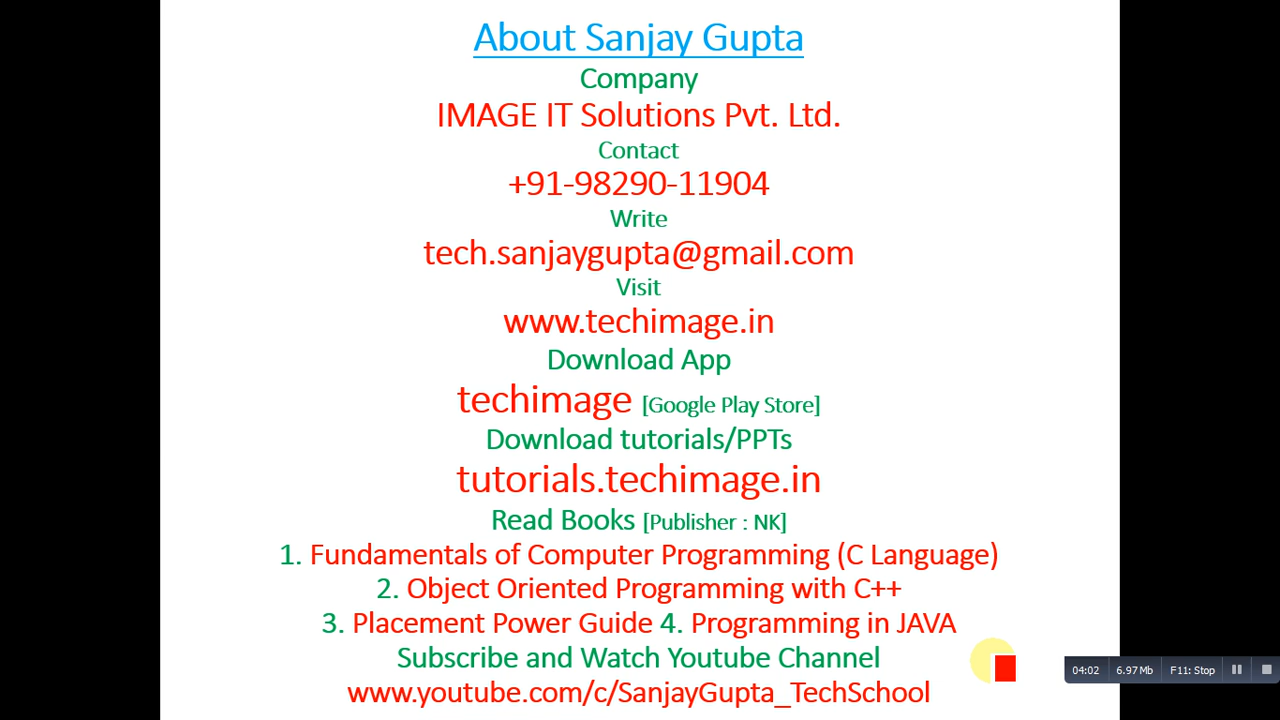 About Sanjay Gupta
Company
IMAGE IT Solutions Pvt. Ltd.
Contact
+91-98290-11904
Write
tech.sanjaygupta@gmail.com
Visit
www.techimage.in
Download App
techimage [Google Play Store]
Download tutorials/PPTs
tutorials.techimage.in
Read Books [Publisher : NK]
1. Fundamentals of Computer Programming (C Language)
2. Object Oriented Programming with C++
3. Placement Power Guide 4. Programming in JAVA
Subscribe and Watch Youtube Channel
www.youtube.com/c/SanjayGupta_TechSchool
04:02 6.97 Mb F11: Stop